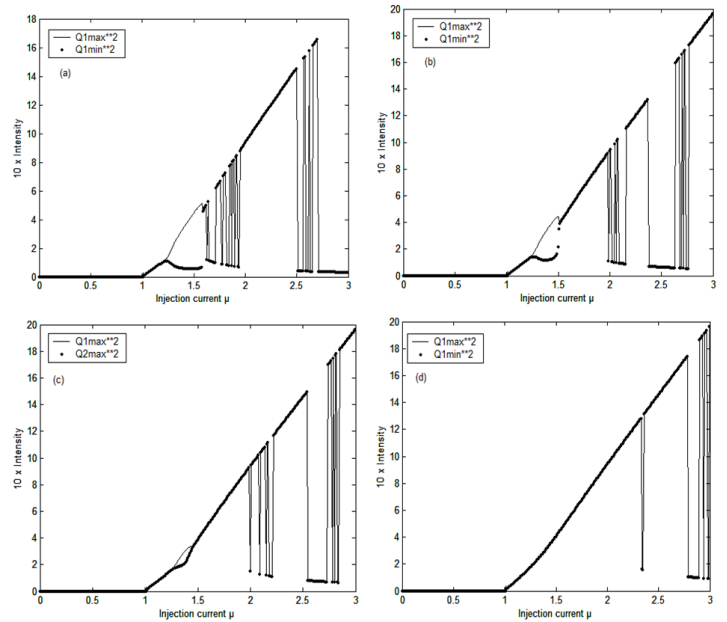 18
16
14
12
10
8
6
4
2
0
10 x Intensity
Q1max**2
Q1min**2
(a)
0 0.5 1 1.5 2 2.5 3
Injection current μ
20
18
16
14
12
10
8
6
4
2
0
10 x Intensity
Q1max**2
Q1min**2
(b)
0 0.5 1 1.5 2 2.5 3
Injection current μ
20
18
16
14
12
10
8
6
4
2
0
10 x Intensity
Q1max**2
Q2max**2
(c)
0 0.5 1 1.5 2 2.5 3
Injection current μ
20
18
16
14
12
10
8
6
4
2
0
10 x Intensity
Q1max**2
Q1min**2
(d)
0 0.5 1 1.5 2 2.5 3
Injection current μ